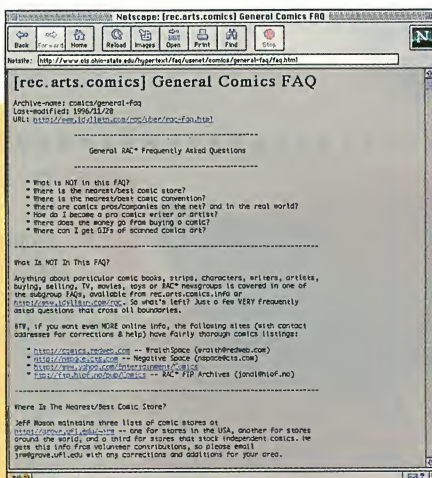 Netscape: [rec.arts.comics] General Comics FAQ
Back Forward Home Reload Images Open Print Find Stop
N
Netsite: http://www.cis.ohio-state.edu/hypertext/faq/usenet/comics/general-faq/faq.html
[rec.arts.comics] General Comics FAQ
Archive-name: comics/general-faq
Last-modified: 1996/11/20
URL: http://www.idyllmtn.com/rac/uber/rac-faq.html
------------------------------
General RAC* Frequently Asked Questions
------------------------------
* What is NOT in this FAQ?
* Where is the nearest/best comic store?
* Where is the nearest/best comic convention?
* Where are comics pros/companies on the net? and in the real world?
* How do I become a pro comics writer or artist?
* Where does the money go from buying a comic?
* Where can I get GIFs of scanned comics art?
------------------------------
What Is NOT In This FAQ?
Anything about particular comic books, strips, characters, writers, artists,
buying, selling, TV, movies, toys or RAC* newsgroups is covered in one of
the subgroup FAQs, available from rec.arts.comics.info or
http://www.idyllmtn.com/rac. So what's left? Just a few VERY frequently
asked questions that cross all boundaries.
BTW, if you want even MORE online info, the following sites (with contact
addresses for corrections & help) have fairly thorough comics listings:
* http://comics.redweb.com -- WraithSpace (wraith@redweb.com)
* http://nspace.cts.com -- Negative Space (nspace@cts.com)
* http://www.yahoo.com/Entertainment/Comics
* ftp://ftp.hiof.no/pub/Comics -- RAC* FTP Archives (jondl@hiof.no)
------------------------------
Where Is The Nearest/Best Comic Store?
Jeff Mason maintains three lists of comic stores at
http://grove.ufl.edu/~jrm -- one for stores in the USA, another for stores
around the world, and a third for stores that stock independent comics. He
gets this info from volunteer contributions, so please email
jrm@grove.ufl.edu with any corrections and additions for your area.